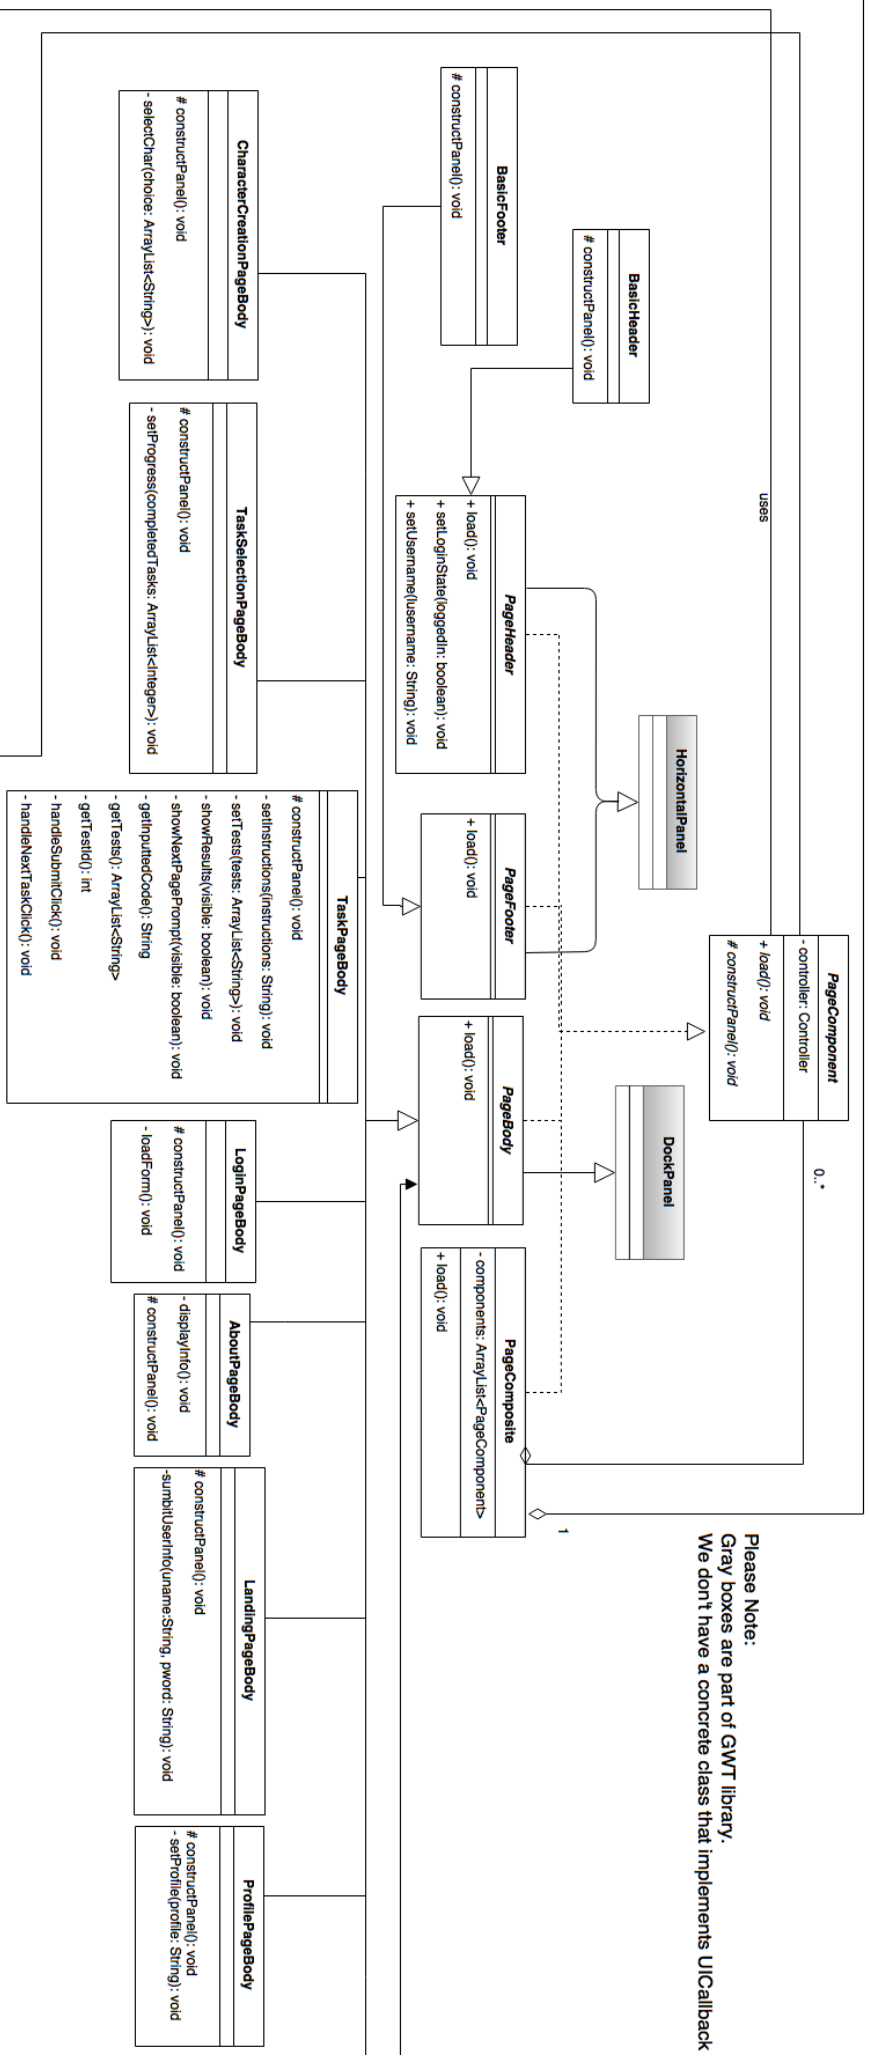 PageComponent
- controller: Controller
+ load(): void
# constructPanel(): void
0..*
uses
HorizontalPanel
DockPanel
BasicHeader
# constructPanel(): void
BasicFooter
# constructPanel(): void
PageHeader
+ load(): void
+ setLoginState(loggedIn: boolean): void
+ setUsername(lusername: String): void
PageFooter
+ load(): void
PageBody
+ load(): void
PageComposite
- components: ArrayList<PageComponent>
+ load(): void
1
Please Note:
Gray boxes are part of GWT library.
We don't have a concrete class that implements UICallback
CharacterCreationPageBody
# constructPanel(): void
- selectChar(choice: ArrayList<String>): void
TaskSelectionPageBody
# constructPanel(): void
- setProgress(completedTasks: ArrayList<Integer>): void
TaskPageBody
# constructPanel(): void
- setInstructions(instructions: String): void
- setTests(tests: ArrayList<String>): void
- showResults(visible: boolean): void
- showNextPagePrompt(visible: boolean): void
- getInputtedCode(): String
- getTests(): ArrayList<String>
- getTestId(): int
- handleSubmitClick(): void
- handleNextTaskClick(): void
LoginPageBody
# constructPanel(): void
- loadForm(): void
AboutPageBody
- displayInfo(): void
# constructPanel(): void
LandingPageBody
# constructPanel(): void
-sumbitUserInfo(uname:String, pword: String): void
ProfilePageBody
# constructPanel(): void
- setProfile(profile: String): void